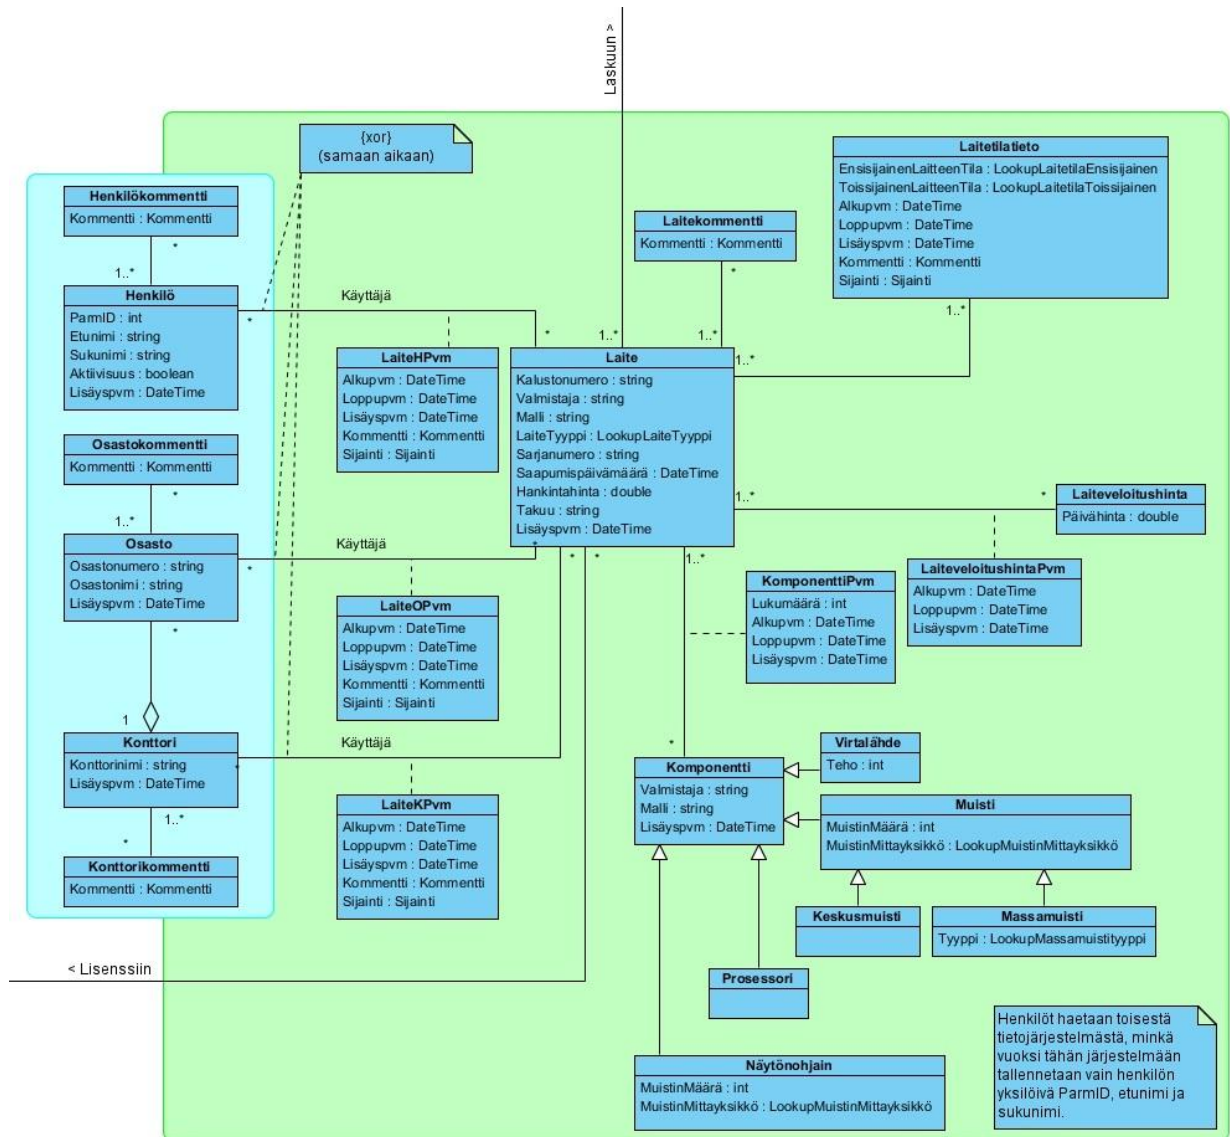 Laskuun >
{xor}
(samaan aikaan)
Henkilökommentti
Kommentti : Kommentti
*
1..*
Henkilö
ParmID : int
Etunimi : string
Sukunimi : string
Aktiivisuus : boolean
Lisäyspvm : DateTime
*
Käyttäjä
*
LaiteHPvm
Alkupvm : DateTime
Loppupvm : DateTime
Lisäyspvm : DateTime
Kommentti : Kommentti
Sijainti : Sijainti
Laitekommentti
Kommentti : Kommentti
*
1..*
1..*
Laitetilatieto
EnsisijainenLaitteenTila : LookupLaitetilaEnsisijainen
ToissijainenLaitteenTila : LookupLaitetilaToissijainen
Alkupvm : DateTime
Loppupvm : DateTime
Lisäyspvm : DateTime
Kommentti : Kommentti
Sijainti : Sijainti
1..*
1..*
Laite
Kalustonumero : string
Valmistaja : string
Malli : string
LaiteTyyppi : LookupLaiteTyyppi
Sarjanumero : string
Saapumispäivämäärä : DateTime
Hankintahinta : double
Takuu : string
Lisäyspvm : DateTime
Osastokommentti
Kommentti : Kommentti
*
1..*
Osasto
Osastonumero : string
Osastonimi : string
Lisäyspvm : DateTime
*
*
Käyttäjä
*
*
*
1..*
LaiteOPvm
Alkupvm : DateTime
Loppupvm : DateTime
Lisäyspvm : DateTime
Kommentti : Kommentti
Sijainti : Sijainti
1..*
*
Laiteveloitushinta
Päivähinta : double
LaiteveloitushintaPvm
Alkupvm : DateTime
Loppupvm : DateTime
Lisäyspvm : DateTime
KomponenttiPvm
Lukumäärä : int
Alkupvm : DateTime
Loppupvm : DateTime
Lisäyspvm : DateTime
1
Konttori
Konttorinimi : string
Lisäyspvm : DateTime
*
Käyttäjä
1..*
*
Konttorikommentti
Kommentti : Kommentti
LaiteKPvm
Alkupvm : DateTime
Loppupvm : DateTime
Lisäyspvm : DateTime
Kommentti : Kommentti
Sijainti : Sijainti
*
Komponentti
Valmistaja : string
Malli : string
Lisäyspvm : DateTime
Virtalähde
Teho : int
Muisti
MuistinMäärä : int
MuistinMittayksikkö : LookupMuistinMittayksikkö
Keskusmuisti
Massamuisti
Tyyppi : LookupMassamuistityyppi
< Lisenssiin
Prosessori
Näytönohjain
MuistinMäärä : int
MuistinMittayksikkö : LookupMuistinMittayksikkö
Henkilöt haetaan toisesta
tietojärjestelmästä, minkä
vuoksi tähän järjestelmään
tallennetaan vain henkilön
yksilöivä ParmID, etunimi ja
sukunimi.